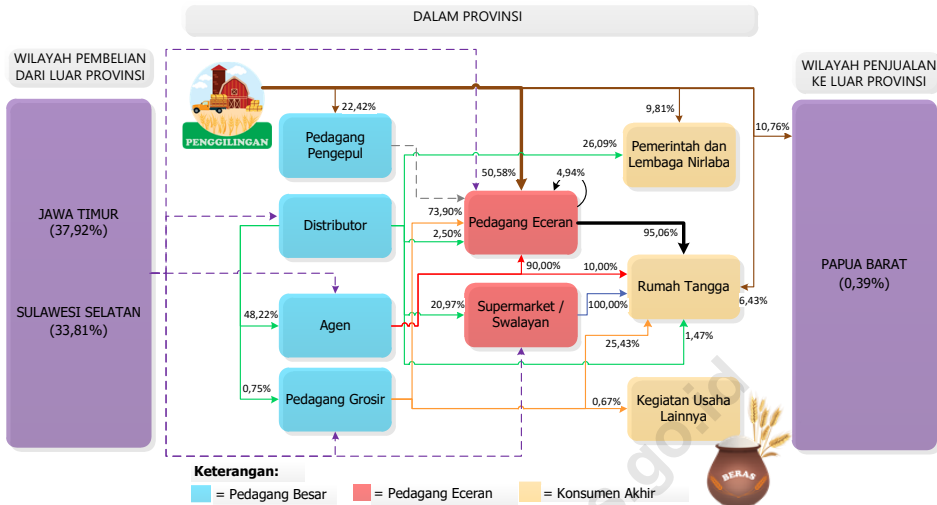 DALAM PROVINSI
WILAYAH PEMBELIAN
DARI LUAR PROVINSI
WILAYAH PENJUALAN
KE LUAR PROVINSI
PENGGILINGAN
22,42%
9,81%
10,76%
Pedagang
Pengepul
Pemerintah dan
Lembaga Nirlaba
26,09%
50,58%
4,94%
JAWA TIMUR
(37,92%)
Distributor
73,90%
2,50%
Pedagang Eceran
95,06%
90,00%
10,00%
PAPUA BARAT
(0,39%)
SULAWESI SELATAN
(33,81%)
48,22%
Agen
20,97%
Supermarket /
Swalayan
100,00%
Rumah Tangga
6,43%
25,43%
1,47%
0,75%
Pedagang Grosir
0,67%
Kegiatan Usaha
Lainnya
BERAS
Keterangan:
= Pedagang Besar
= Pedagang Eceran
= Konsumen Akhir